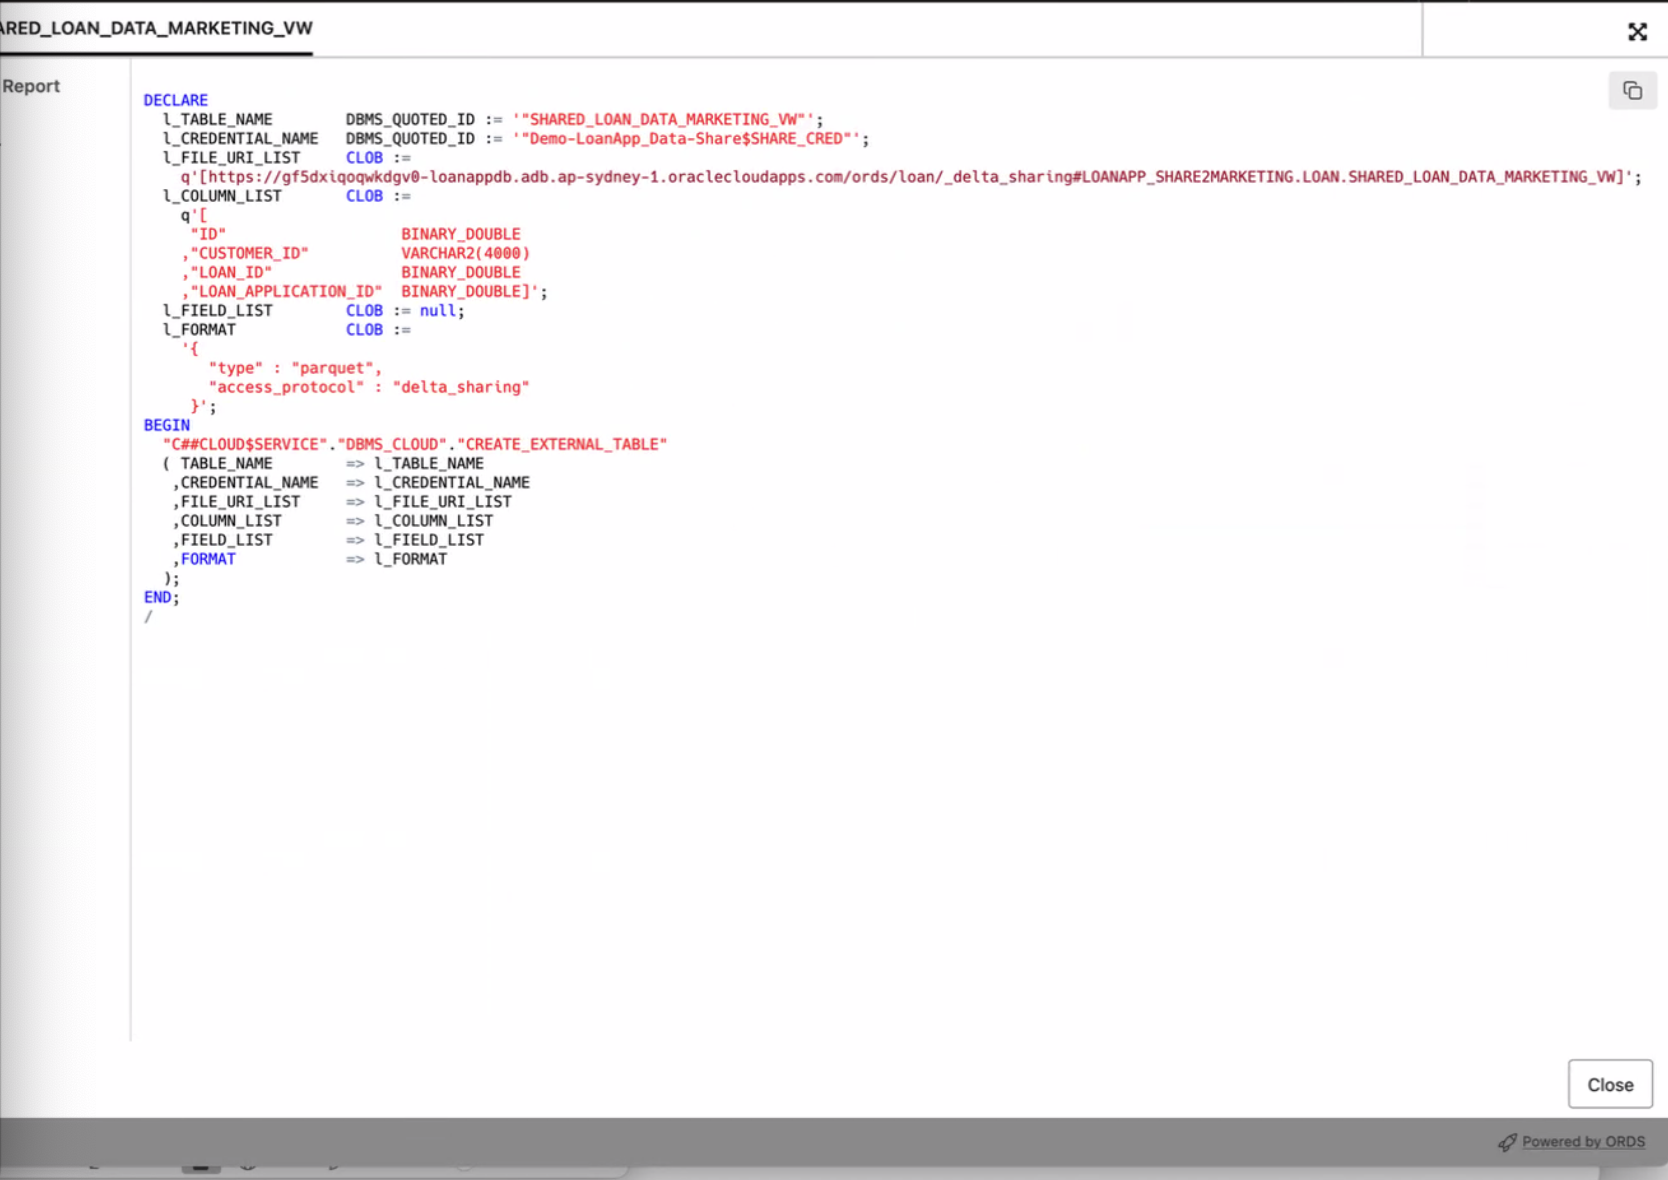 ARED_LOAN_DATA_MARKETING_VW
Report
DECLARE
l_TABLE_NAME DBMS_QUOTED_ID := '"SHARED_LOAN_DATA_MARKETING_VW"';
l_CREDENTIAL_NAME DBMS_QUOTED_ID := '"Demo-LoanApp_Data-Share$SHARE_CRED"';
l_FILE_URI_LIST CLOB :=
q'[https://gf5dxiqoqwkdgv0-loanappdb.adb.ap-sydney-1.oraclecloudapps.com/ords/loan/_delta_sharing#LOANAPP_SHARE2MARKETING.LOAN.SHARED_LOAN_DATA_MARKETING_VW]';
l_COLUMN_LIST CLOB :=
q'[
"ID" BINARY_DOUBLE
,"CUSTOMER_ID" VARCHAR2(4000)
,"LOAN_ID" BINARY_DOUBLE
,"LOAN_APPLICATION_ID" BINARY_DOUBLE]';
l_FIELD_LIST CLOB := null;
l_FORMAT CLOB :=
'{
"type" : "parquet",
"access_protocol" : "delta_sharing"
}';
BEGIN
"C##CLOUD$SERVICE"."DBMS_CLOUD"."CREATE_EXTERNAL_TABLE"
( TABLE_NAME => l_TABLE_NAME
,CREDENTIAL_NAME => l_CREDENTIAL_NAME
,FILE_URI_LIST => l_FILE_URI_LIST
,COLUMN_LIST => l_COLUMN_LIST
,FIELD_LIST => l_FIELD_LIST
,FORMAT => l_FORMAT
);
END;
/
Close
Powered by ORDS